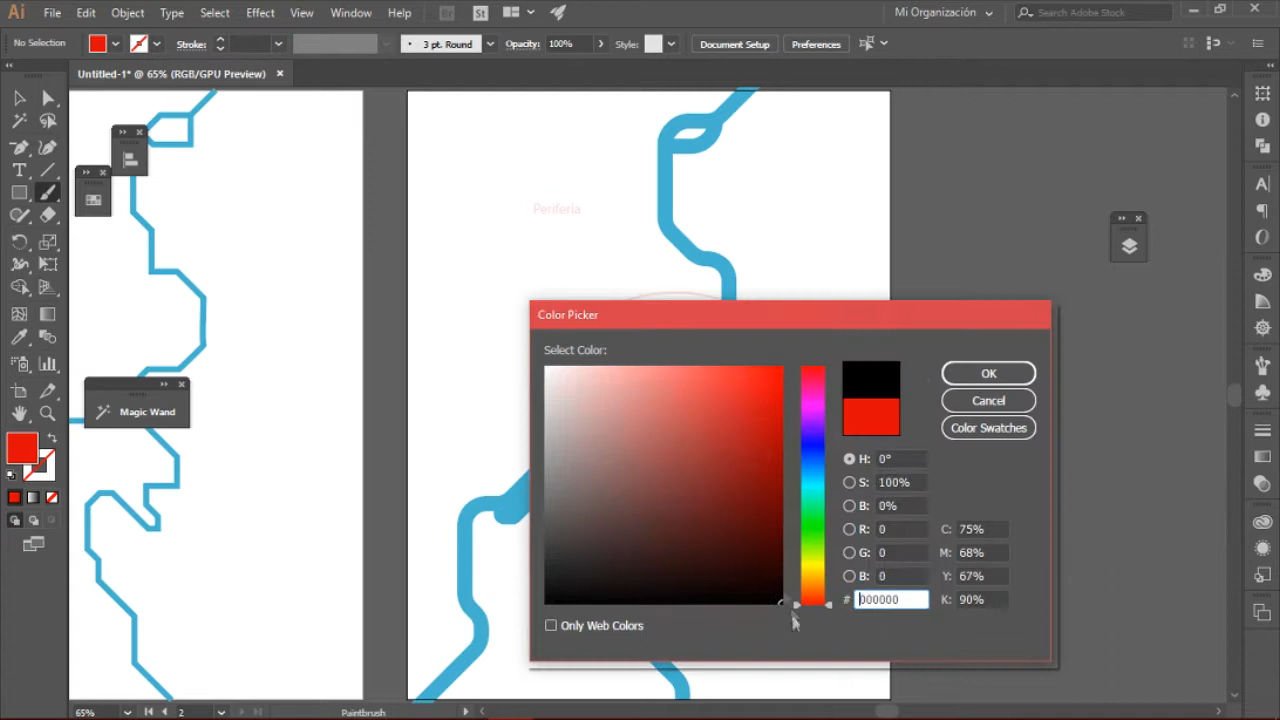 Ai File Edit Object Type Select Effect View Window Help Br St Mi Organización Search Adobe Stock
No Selection Stroke: 3 pt. Round Opacity: 100% Style: Document Setup Preferences
Untitled-1* @ 65% (RGB/GPU Preview)
Periferia
Magic Wand
Color Picker
Select Color:
OK
Cancel
Color Swatches
H: 0°
S: 100%
B: 0%
R: 0 C: 75%
G: 0 M: 68%
B: 0 Y: 67%
# 000000 K: 90%
Only Web Colors
65% 2 Paintbrush